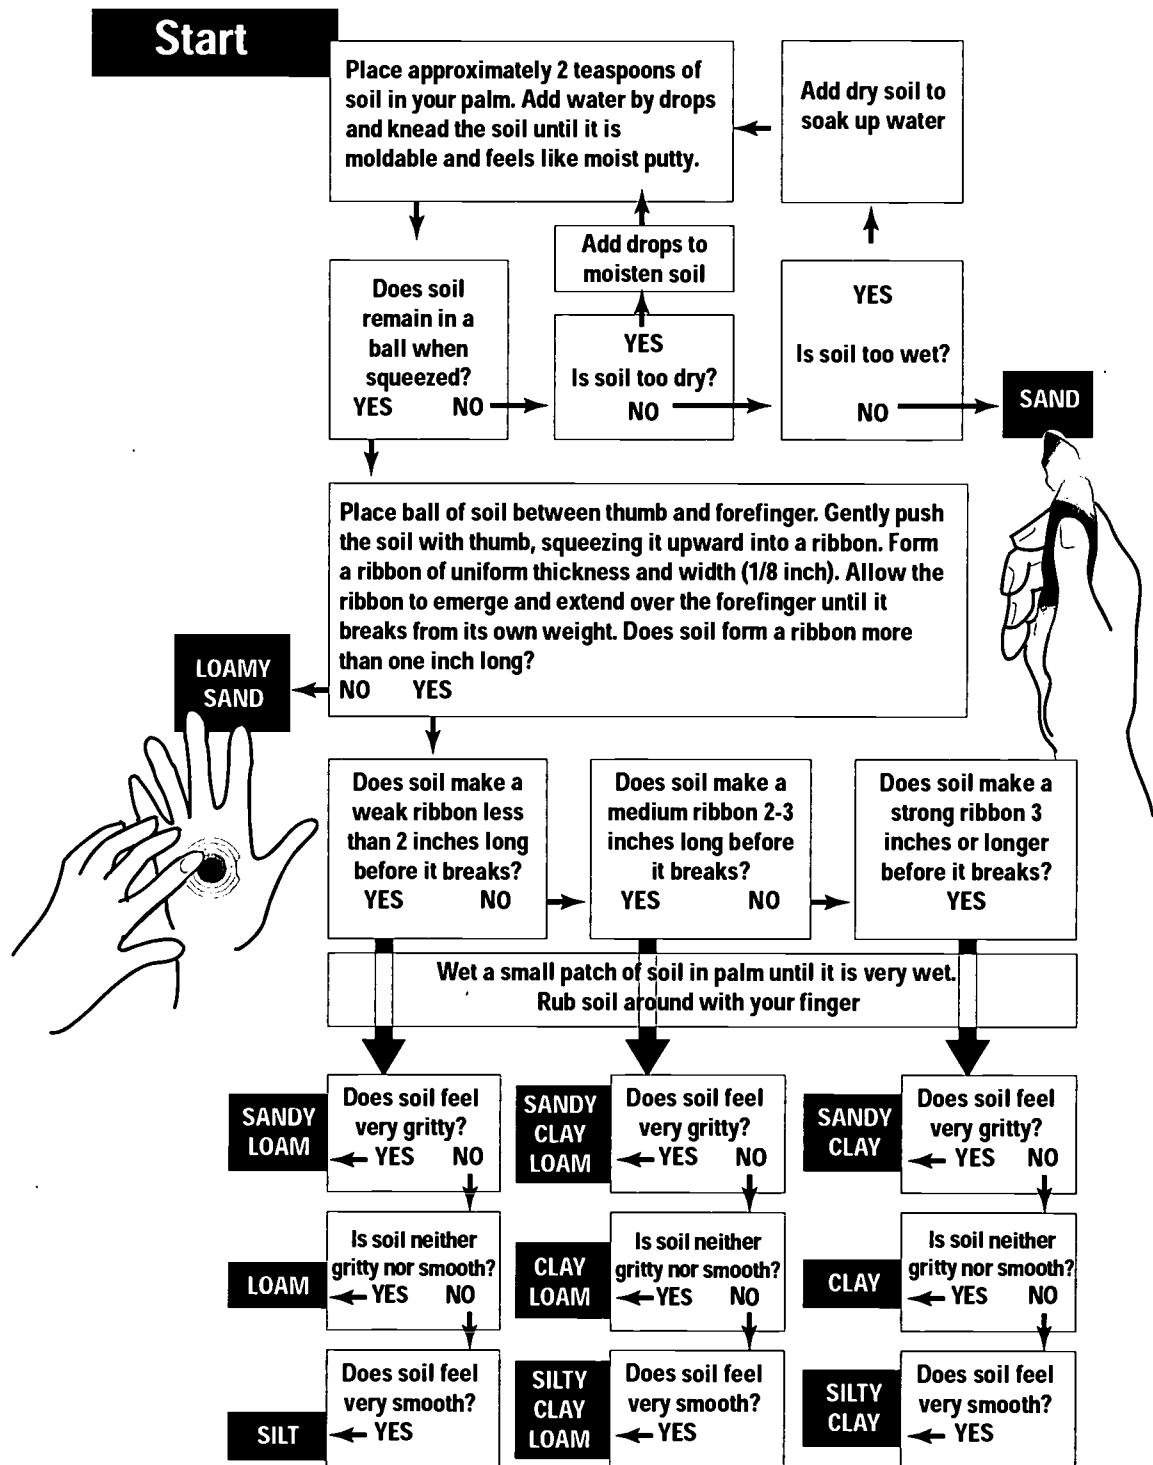 Start
Place approximately 2 teaspoons of
soil in your palm. Add water by drops
and knead the soil until it is
moldable and feels like moist putty.
Add dry soil to
soak up water
Add drops to
moisten soil
Does soil
remain in a
ball when
squeezed?
YES NO
YES
Is soil too dry?
NO
YES
Is soil too wet?
NO
SAND
Place ball of soil between thumb and forefinger. Gently push
the soil with thumb, squeezing it upward into a ribbon. Form
a ribbon of uniform thickness and width (1/8 inch). Allow the
ribbon to emerge and extend over the forefinger until it
breaks from its own weight. Does soil form a ribbon more
than one inch long?
NO YES
LOAMY
SAND
Does soil make a
weak ribbon less
than 2 inches long
before it breaks?
YES NO
Does soil make a
medium ribbon 2-3
inches long before
it breaks?
YES NO
Does soil make a
strong ribbon 3
inches or longer
before it breaks?
YES
Wet a small patch of soil in palm until it is very wet.
Rub soil around with your finger
SANDY
LOAM
Does soil feel
very gritty?
YES NO
SANDY
CLAY
LOAM
Does soil feel
very gritty?
YES NO
SANDY
CLAY
Does soil feel
very gritty?
YES NO
LOAM
Is soil neither
gritty nor smooth?
YES NO
CLAY
LOAM
Is soil neither
gritty nor smooth?
YES NO
CLAY
Is soil neither
gritty nor smooth?
YES NO
SILT
Does soil feel
very smooth?
YES
SILTY
CLAY
LOAM
Does soil feel
very smooth?
YES
SILTY
CLAY
Does soil feel
very smooth?
YES